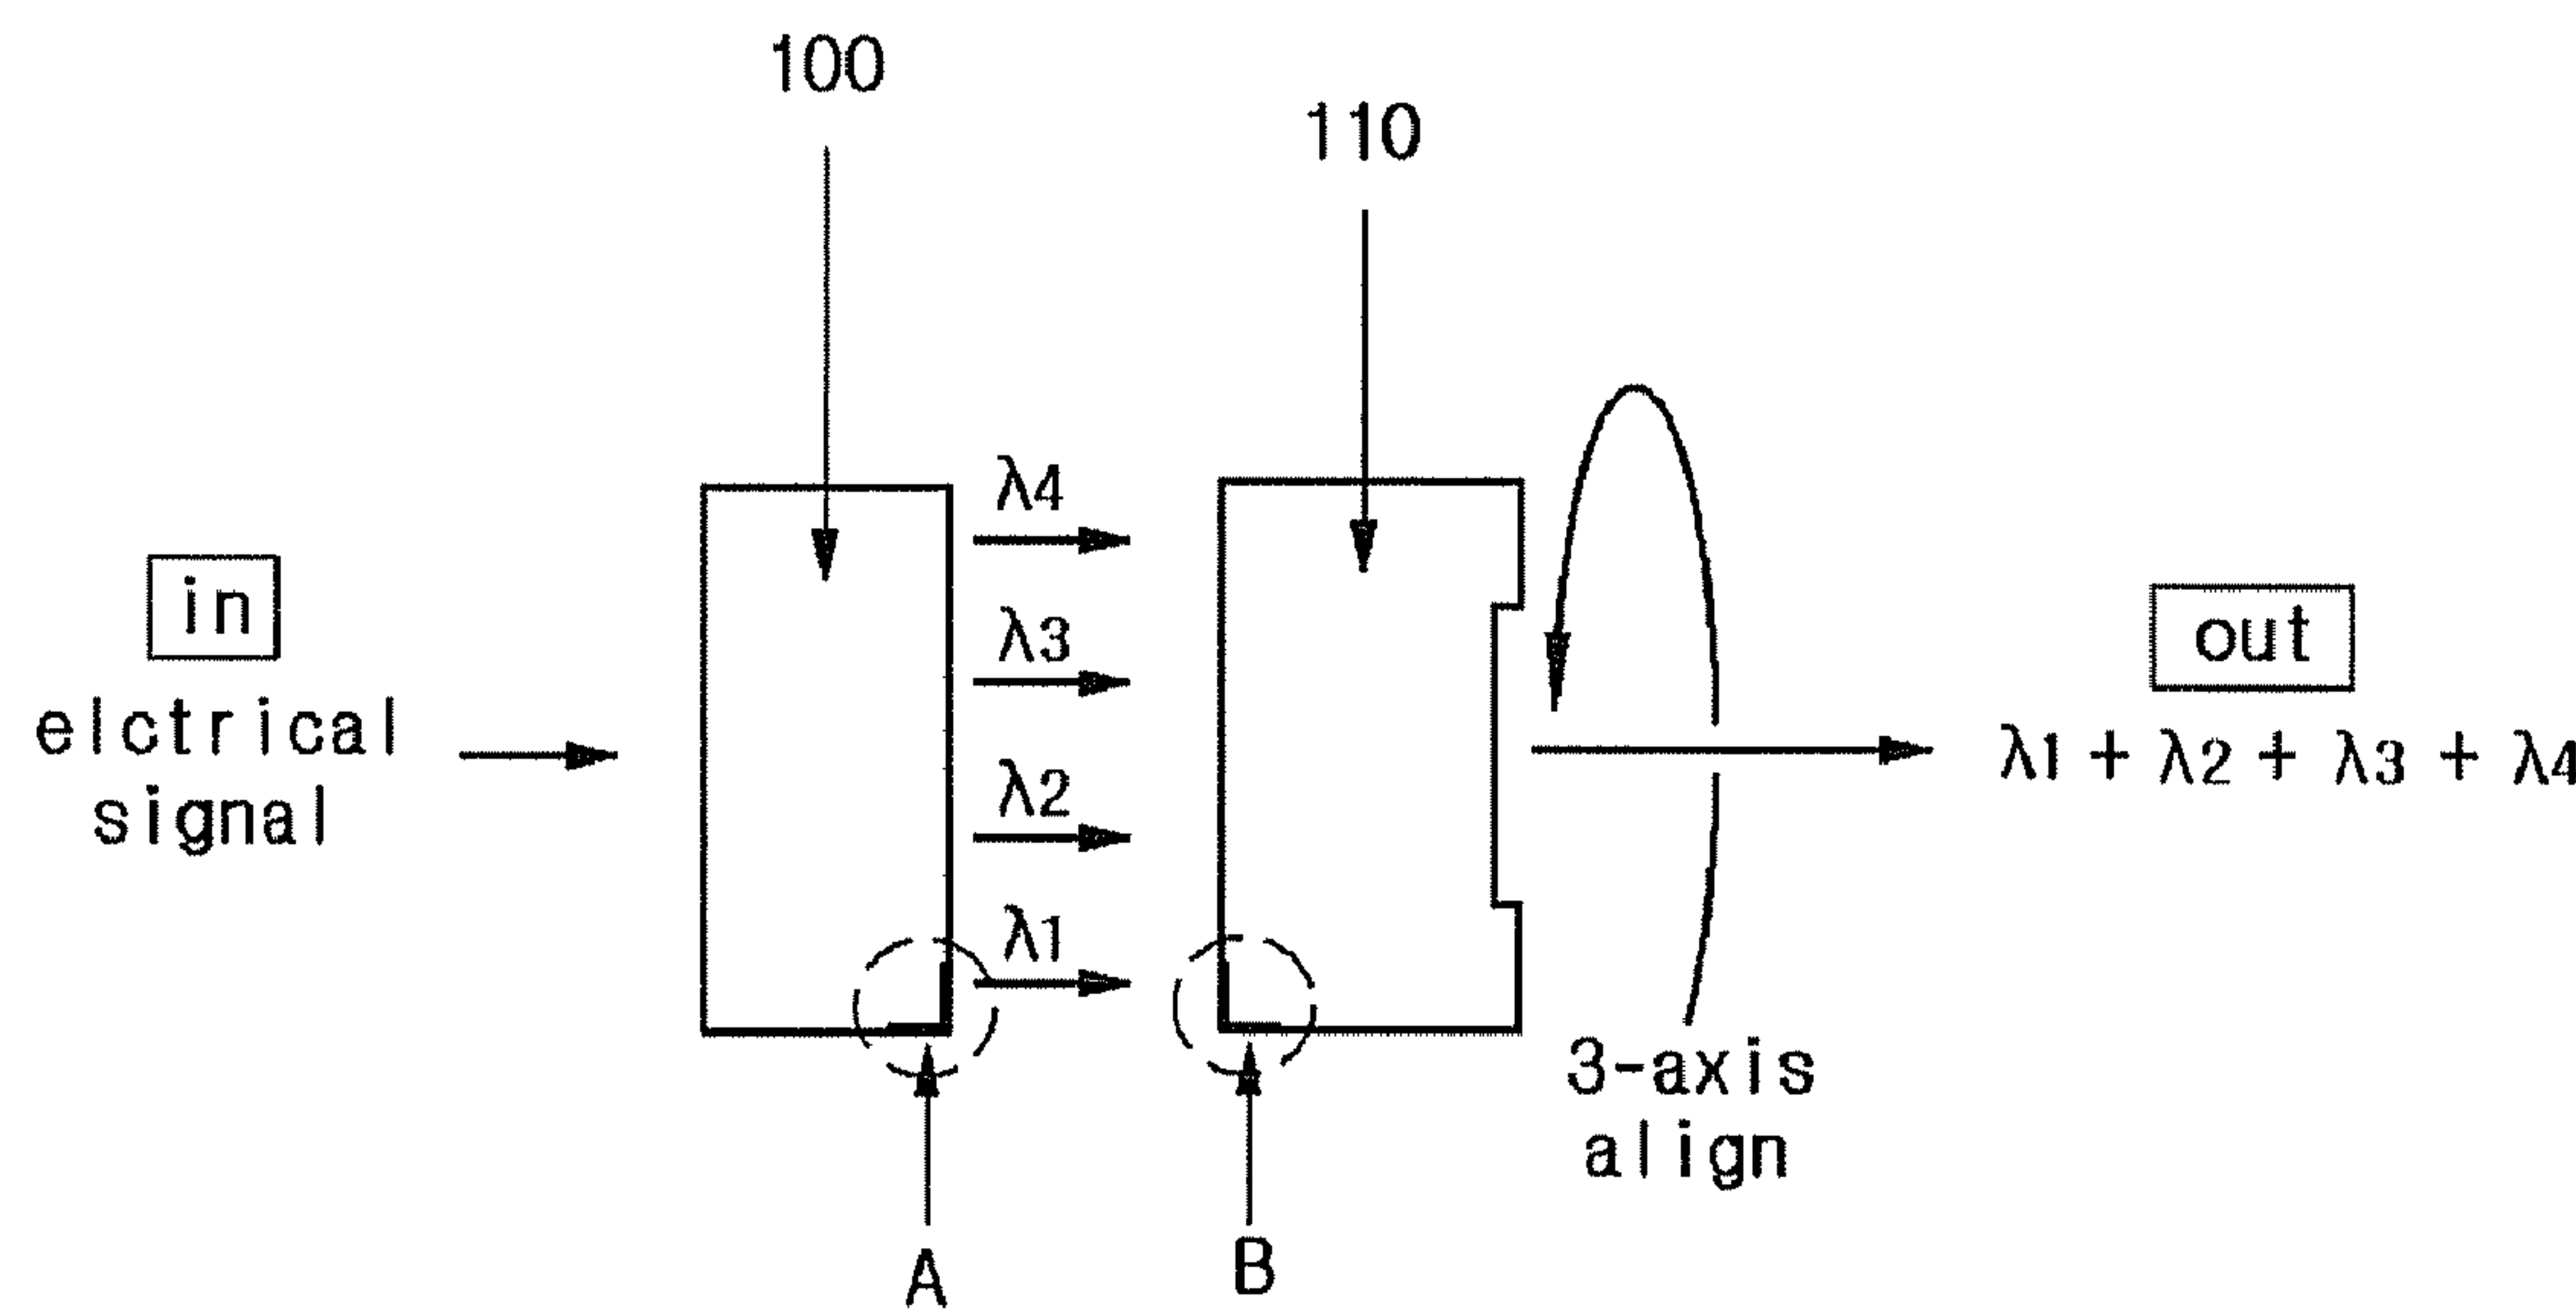 100
110
in
elctrical
signal
λ4
λ3
λ2
λ1
out
λ1 + λ2 + λ3 + λ4
3-axis
align
A
B